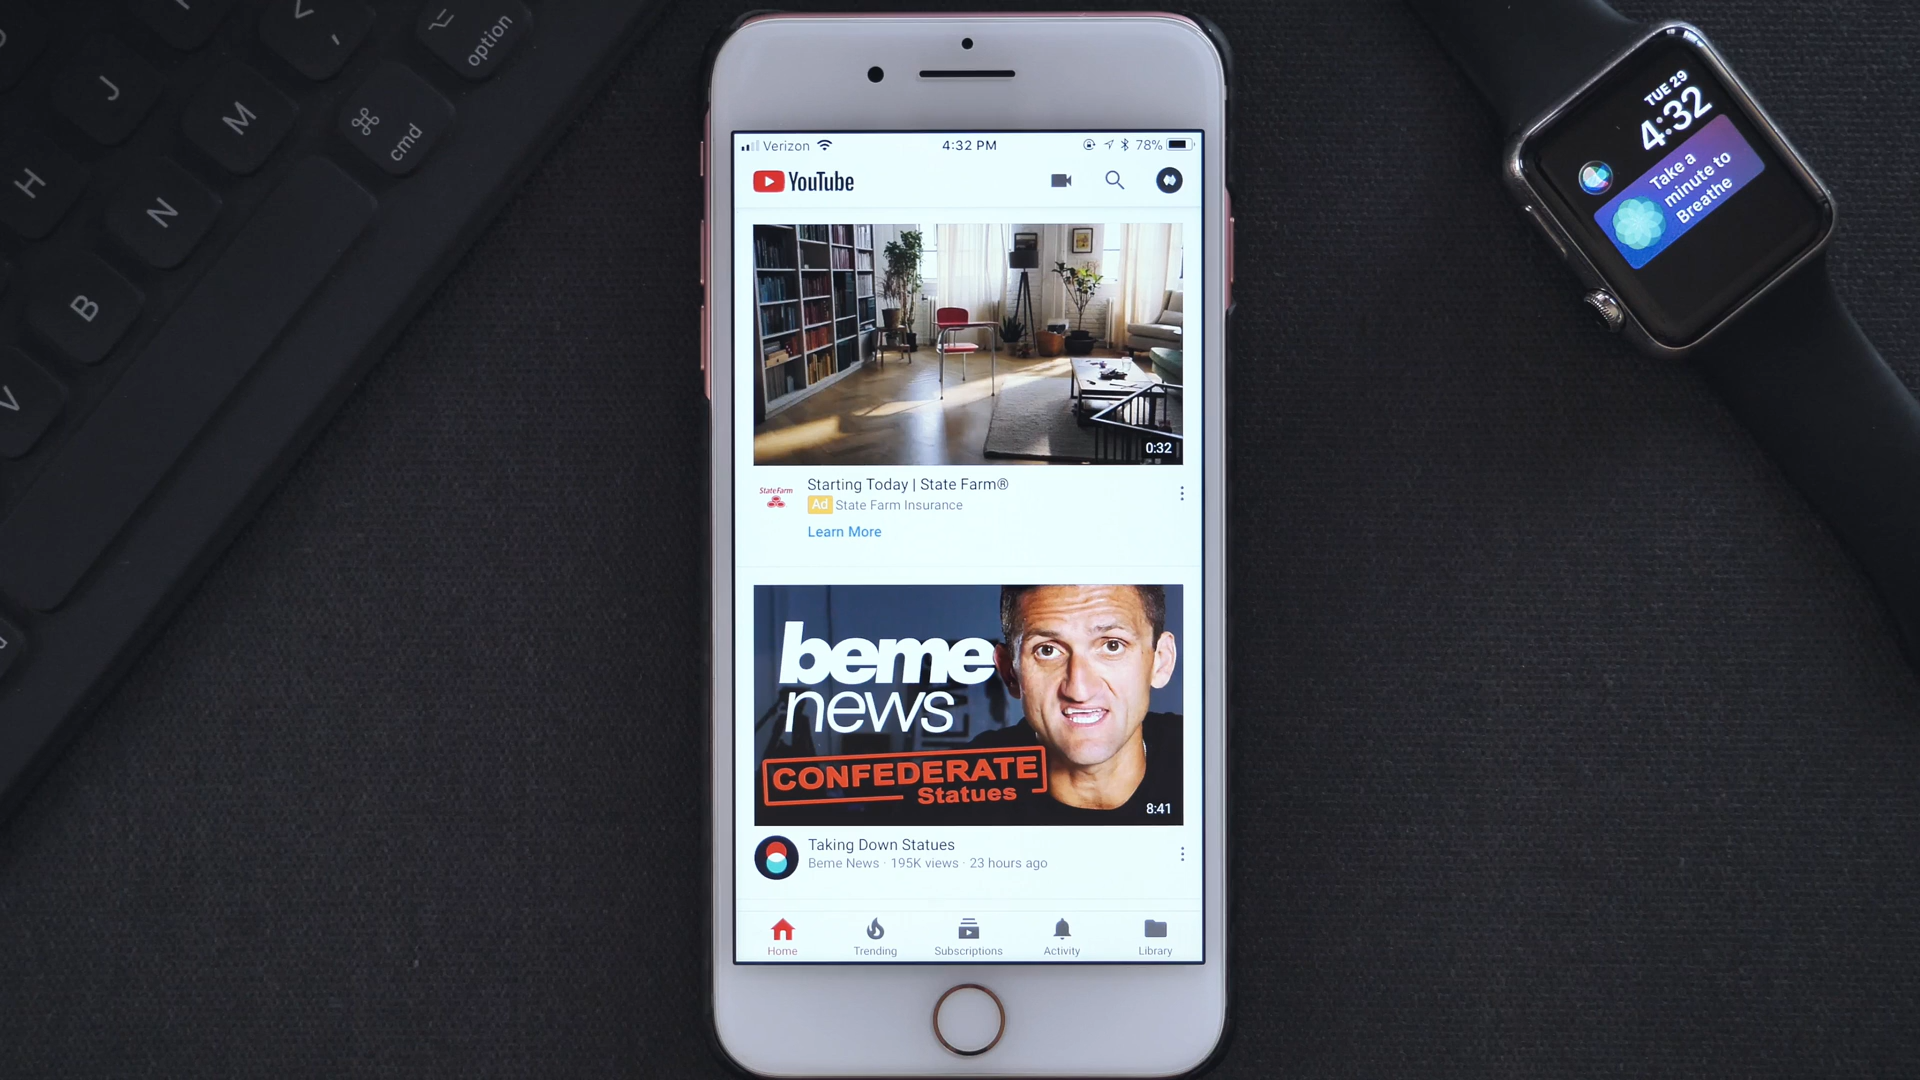 option
cmd
J
M
H
N
B
V
Verizon 4:32 PM 78%
YouTube
0:32
StateFarm
Starting Today | State Farm®
Ad State Farm Insurance
Learn More
beme
news
CONFEDERATE
Statues
8:41
Taking Down Statues
Beme News · 195K views · 23 hours ago
Home Trending Subscriptions Activity Library
TUE 29
4:32
Take a
minute to
Breathe